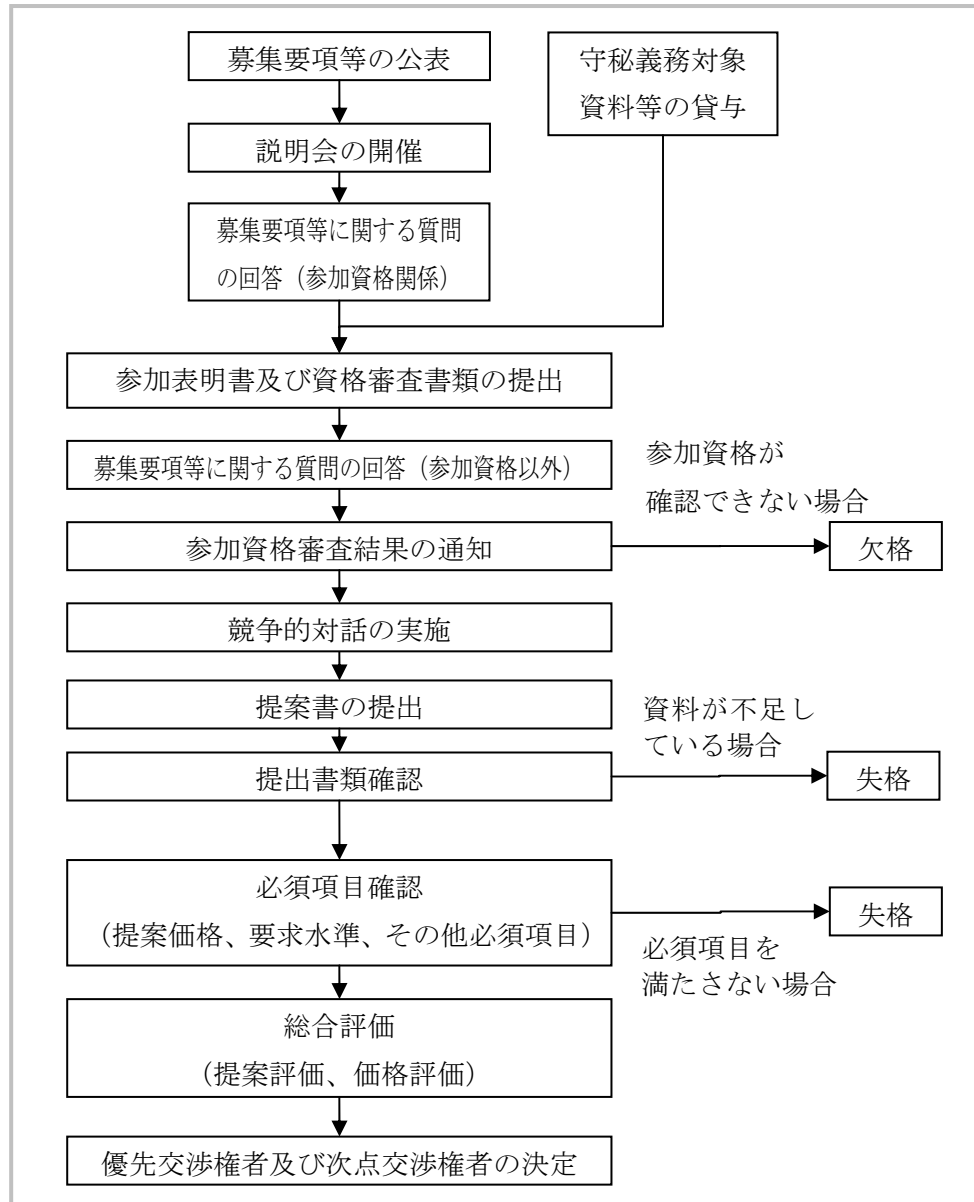 募集要項等の公表
守秘義務対象
資料等の貸与
説明会の開催
募集要項等に関する質問
の回答（参加資格関係）
参加表明書及び資格審査書類の提出
募集要項等に関する質問の回答（参加資格以外）
参加資格が
確認できない場合
参加資格審査結果の通知
欠格
競争的対話の実施
提案書の提出
資料が不足し
ている場合
提出書類確認
失格
必須項目確認
（提案価格、要求水準、その他必須項目）
失格
必須項目を
満たさない場合
総合評価
（提案評価、価格評価）
優先交渉権者及び次点交渉権者の決定